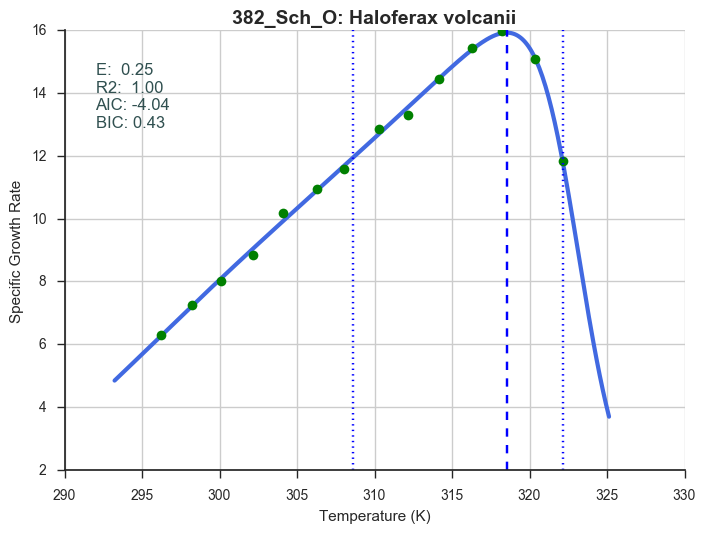 382_Sch_O: Haloferax volcanii
E:  0.25
R2:  1.00
AIC: -4.04
BIC: 0.43
Specific Growth Rate
16
14
12
10
8
6
4
2
290 295 300 305 310 315 320 325 330
Temperature (K)